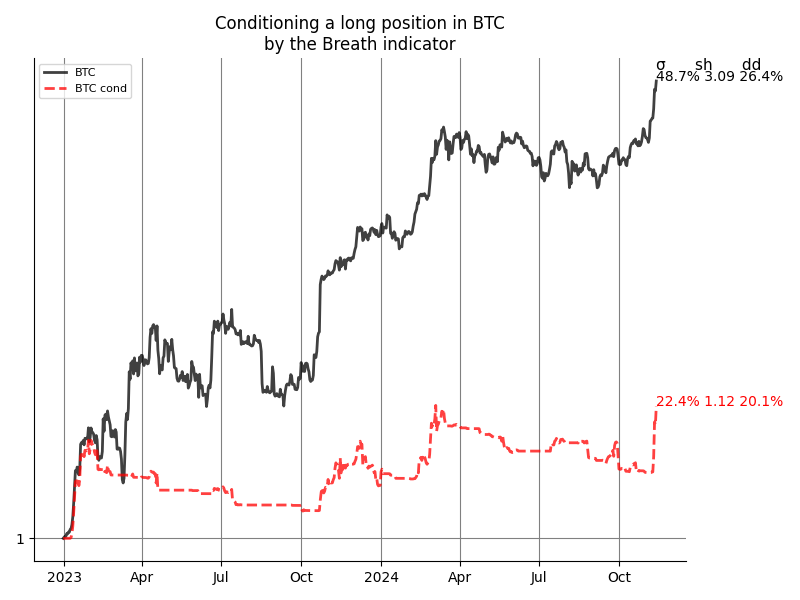 Conditioning a long position in BTC
by the Breath indicator
σ sh dd
48.7% 3.09 26.4%
BTC
BTC cond
22.4% 1.12 20.1%
1
2023 Apr Jul Oct 2024 Apr Jul Oct